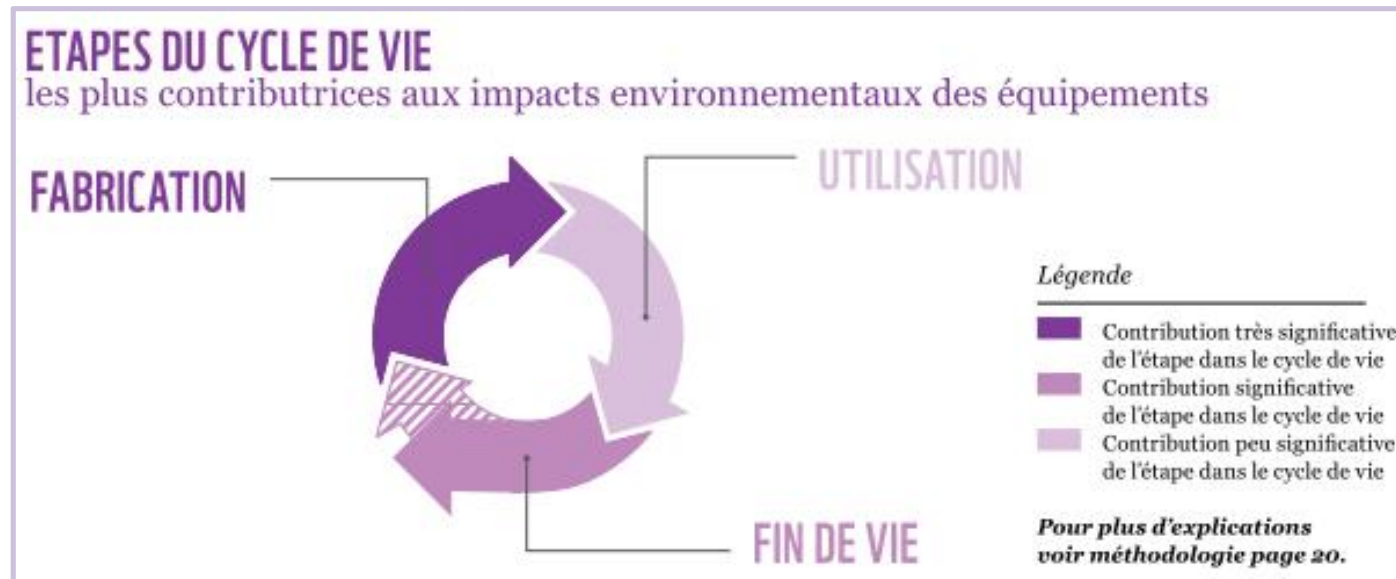 ETAPES DU CYCLE DE VIE
les plus contributrices aux impacts environnementaux des équipements
FABRICATION
UTILISATION
Légende
Contribution très significative
de l'étape dans le cycle de vie
Contribution significative
de l'étape dans le cycle de vie
Contribution peu significative
de l'étape dans le cycle de vie
FIN DE VIE
Pour plus d'explications
voir méthodologie page 20.